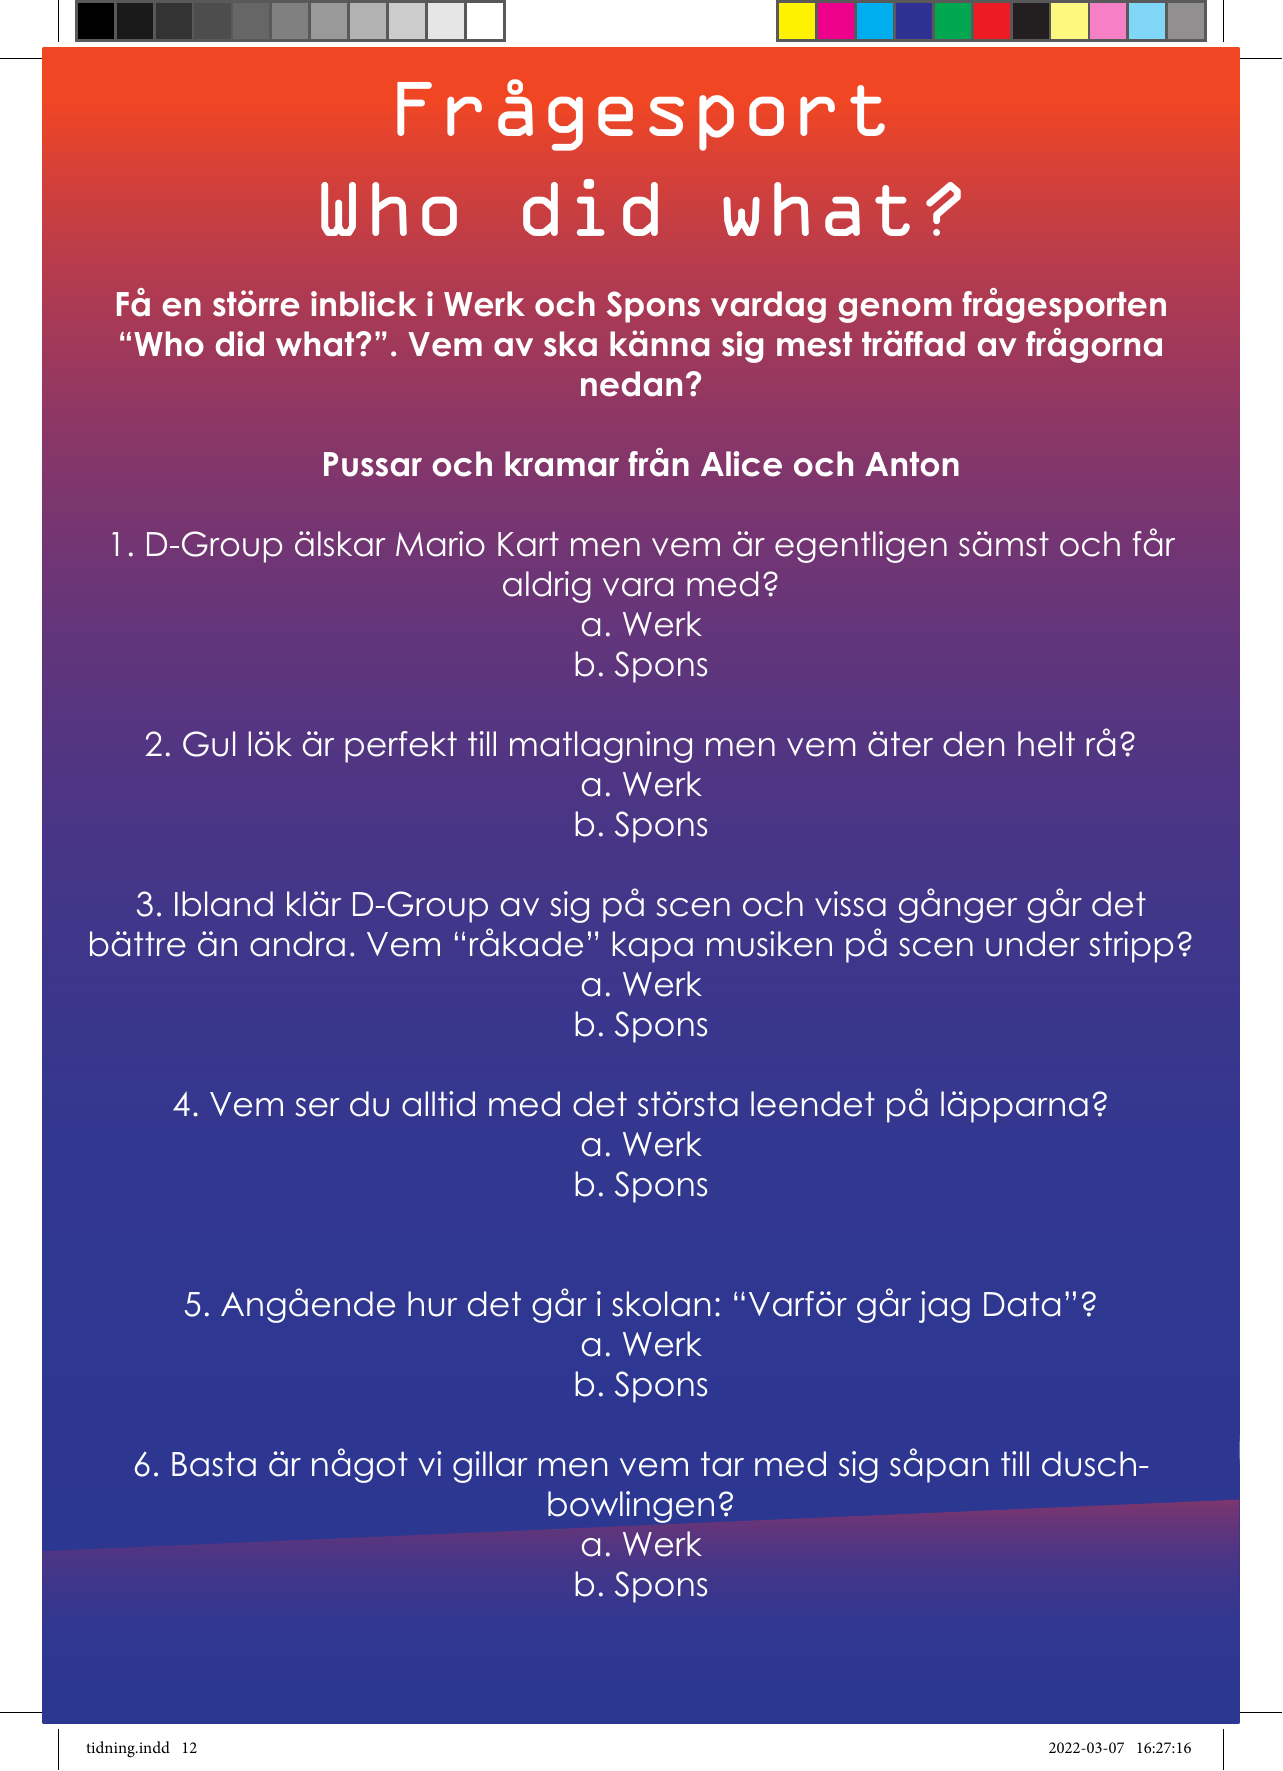 Frågesport
Who did what?
Få en större inblick i Werk och Spons vardag genom frågesporten
“Who did what?”. Vem av ska känna sig mest träffad av frågorna
nedan?
Pussar och kramar från Alice och Anton
1. D-Group älskar Mario Kart men vem är egentligen sämst och får
aldrig vara med?
a. Werk
b. Spons
2. Gul lök är perfekt till matlagning men vem äter den helt rå?
a. Werk
b. Spons
3. Ibland klär D-Group av sig på scen och vissa gånger går det
bättre än andra. Vem “råkade” kapa musiken på scen under stripp?
a. Werk
b. Spons
4. Vem ser du alltid med det största leendet på läpparna?
a. Werk
b. Spons
5. Angående hur det går i skolan: “Varför går jag Data”?
a. Werk
b. Spons
6. Basta är något vi gillar men vem tar med sig såpan till dusch-
bowlingen?
a. Werk
b. Spons
tidning.indd 12
2022-03-07 16:27:16